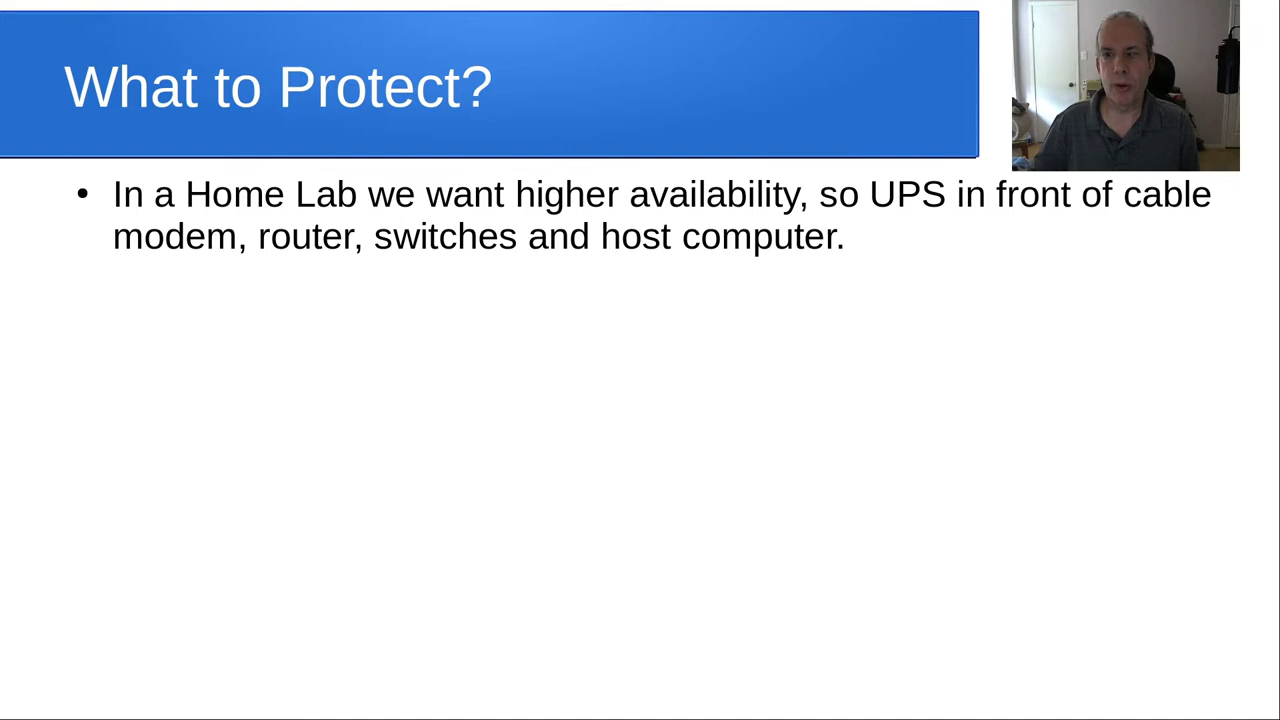 What to Protect?
• In a Home Lab we want higher availability, so UPS in front of cable
modem, router, switches and host computer.